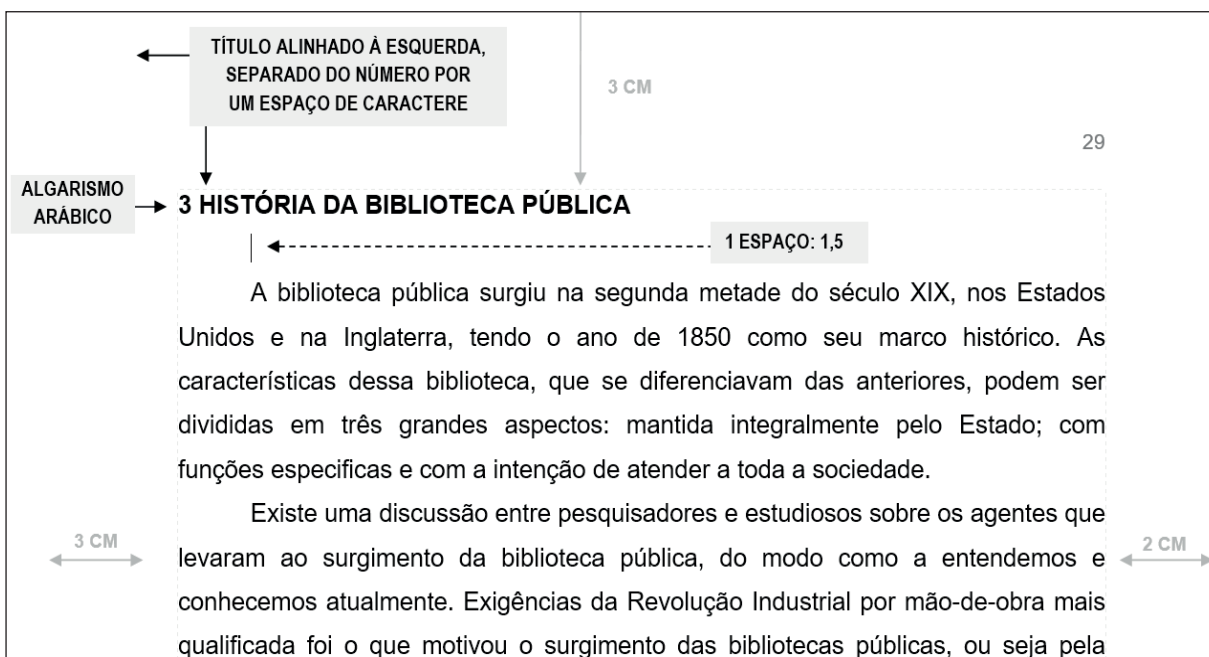 TÍTULO ALINHADO À ESQUERDA,
SEPARADO DO NÚMERO POR
UM ESPAÇO DE CARACTERE
3 CM
29
ALGARISMO
ARÁBICO
3 HISTÓRIA DA BIBLIOTECA PÚBLICA
1 ESPAÇO: 1,5
A biblioteca pública surgiu na segunda metade do século XIX, nos Estados
Unidos e na Inglaterra, tendo o ano de 1850 como seu marco histórico. As
características dessa biblioteca, que se diferenciavam das anteriores, podem ser
divididas em três grandes aspectos: mantida integralmente pelo Estado; com
funções especificas e com a intenção de atender a toda a sociedade.
Existe uma discussão entre pesquisadores e estudiosos sobre os agentes que
3 CM
levaram ao surgimento da biblioteca pública, do modo como a entendemos e
2 CM
conhecemos atualmente. Exigências da Revolução Industrial por mão-de-obra mais
qualificada foi o que motivou o surgimento das bibliotecas públicas, ou seja pela